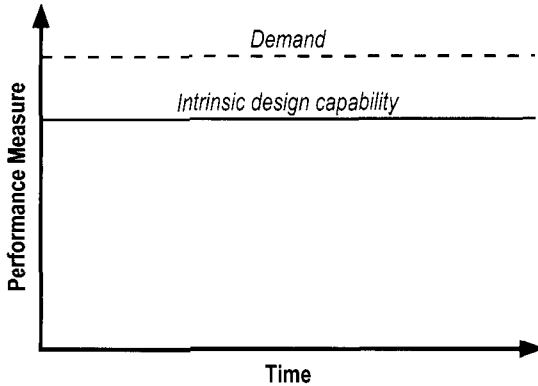 Demand
Intrinsic design capability
Performance Measure
Time